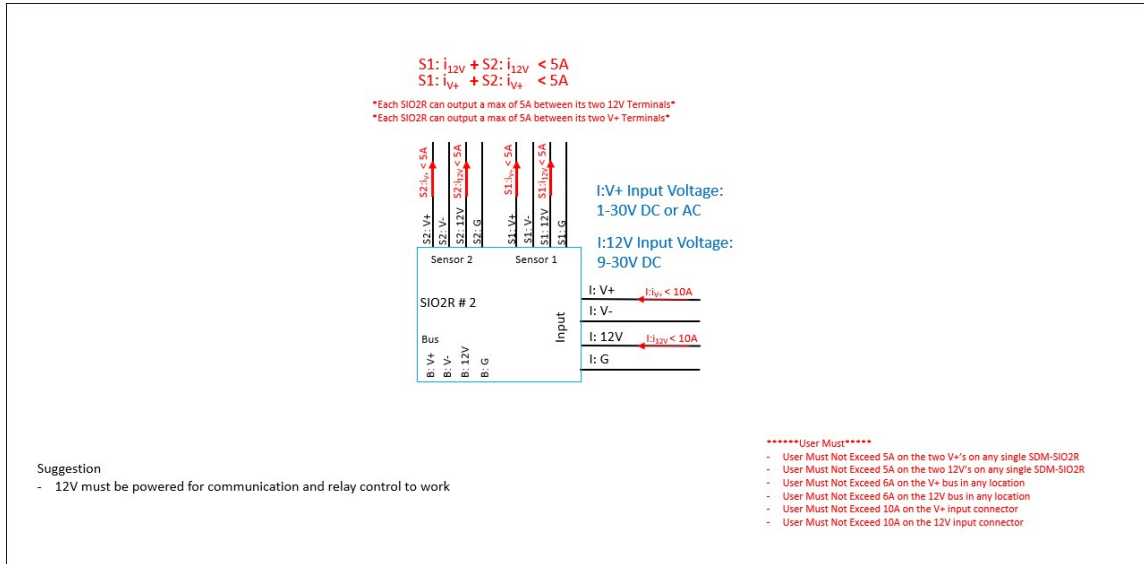 S1: i12V + S2: i12V < 5A
S1: iV+ + S2: iV+ < 5A
*Each SIO2R can output a max of 5A between its two 12V Terminals*
*Each SIO2R can output a max of 5A between its two V+ Terminals*
S2:iV+ < 5A
S2:i12V < 5A
S1:iV+ < 5A
S1:i12V < 5A
S2: V+
S2: V-
S2: 12V
S2: G
S1: V+
S1: V-
S1: 12V
S1: G
I:V+ Input Voltage:
1-30V DC or AC
I:12V Input Voltage:
9-30V DC
Sensor 2
Sensor 1
SIO2R # 2
Input
I: V+
I:iV+ < 10A
I: V-
I: 12V
I:i12V < 10A
I: G
Bus
B: V+
B: V-
B: 12V
B: G
Suggestion
- 12V must be powered for communication and relay control to work
******User Must*****
- User Must Not Exceed 5A on the two V+'s on any single SDM-SIO2R
- User Must Not Exceed 5A on the two 12V's on any single SDM-SIO2R
- User Must Not Exceed 6A on the V+ bus in any location
- User Must Not Exceed 6A on the 12V bus in any location
- User Must Not Exceed 10A on the V+ input connector
- User Must Not Exceed 10A on the 12V input connector